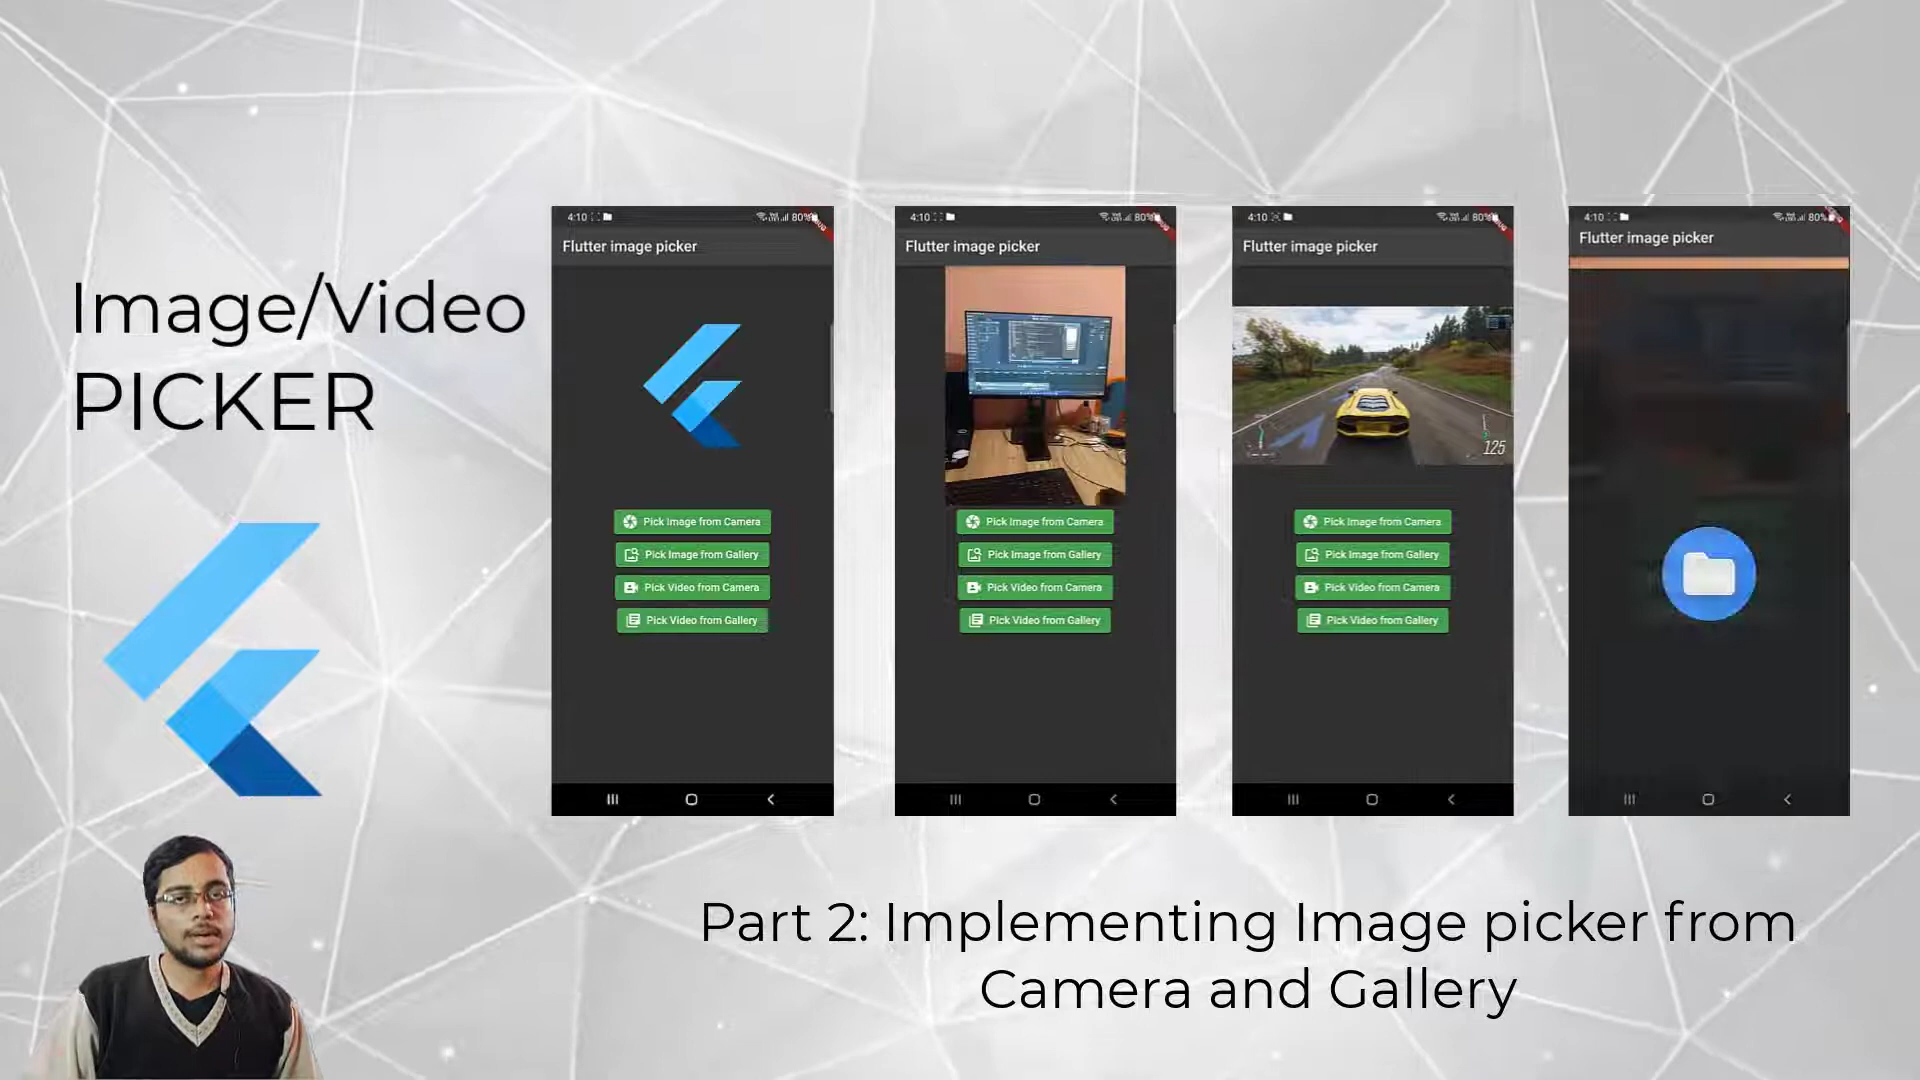 Image/Video
PICKER
4:10
80%
Flutter image picker
Pick Image from Camera
Pick Image from Gallery
Pick Video from Camera
Pick Video from Gallery
4:10
80%
Flutter image picker
Pick Image from Camera
Pick Image from Gallery
Pick Video from Camera
Pick Video from Gallery
4:10
80%
Flutter image picker
125
Pick Image from Camera
Pick Image from Gallery
Pick Video from Camera
Pick Video from Gallery
4:10
80%
Flutter image picker
Part 2: Implementing Image picker from
Camera and Gallery